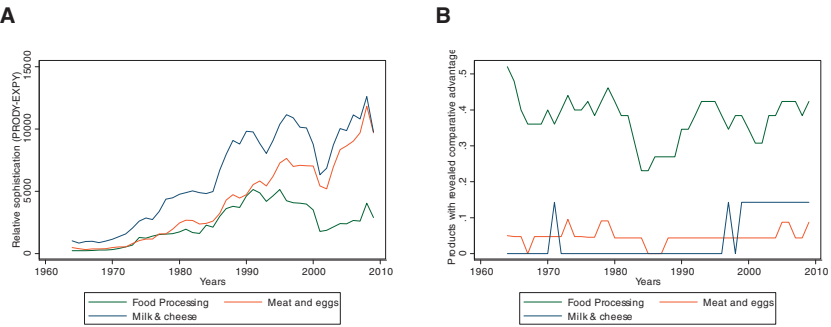 A
B
Relative sophistication (PRODY-EXPY)
0 5000 10000 15000
1960 1970 1980 1990 2000 2010
Years
Food Processing Meat and eggs
Milk & cheese
Products with revealed comparative advantage
0 .1 .2 .3 .4 .5
1960 1970 1980 1990 2000 2010
Years
Food Processing Meat and eggs
Milk & cheese